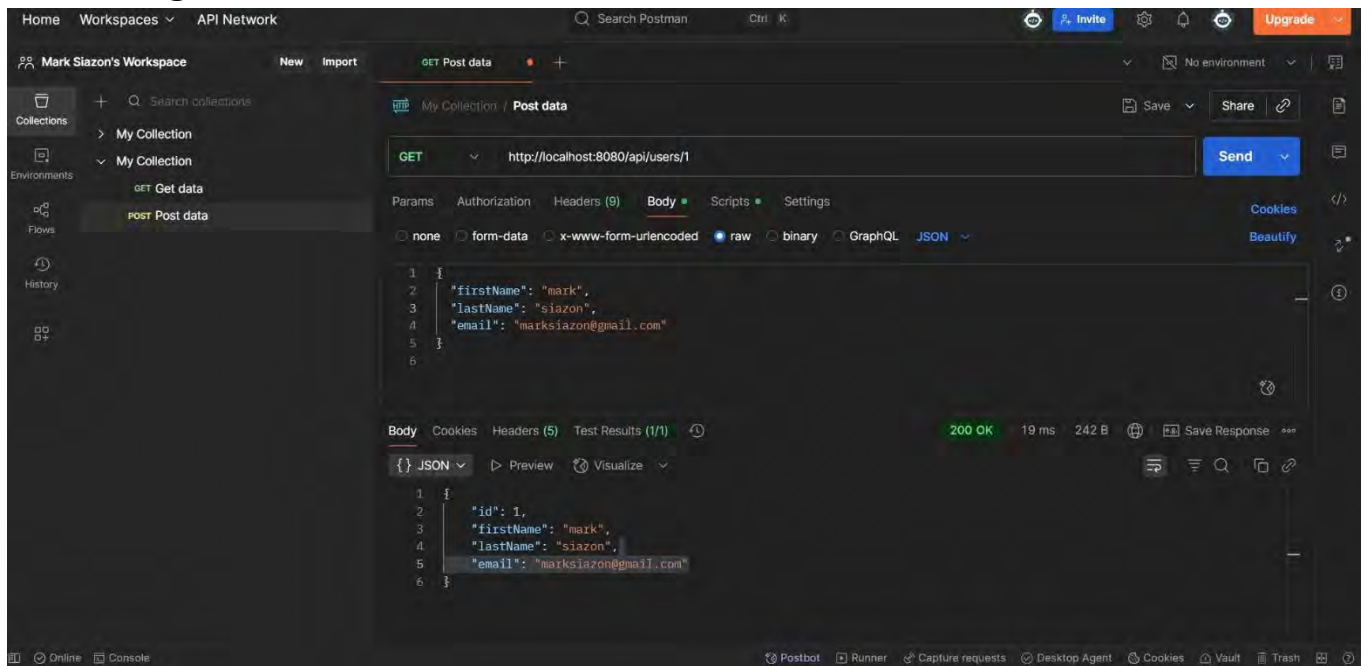 Home Workspaces API Network Search Postman Ctrl K Invite Upgrade
Mark Siazon's Workspace New Import GET Post data No environment
Collections Search collections My Collection / Post data Save Share
My Collection
My Collection
GET http://localhost:8080/api/users/1 Send
Environments
GET Get data
POST Post data
Params Authorization Headers (9) Body Scripts Settings Cookies
Flows
none form-data x-www-form-urlencoded raw binary GraphQL JSON Beautify
History
1 {
2 "firstName": "mark",
3 "lastName": "siazon",
4 "email": "marksiazon@gmail.com"
5 }
6
Body Cookies Headers (5) Test Results (1/1) 200 OK 19 ms 242 B Save Response
{} JSON Preview Visualize
1 {
2 "id": 1,
3 "firstName": "mark",
4 "lastName": "siazon",
5 "email": "marksiazon@gmail.com"
6 }
Online Console Postbot Runner Capture requests Desktop Agent Cookies Vault Trash